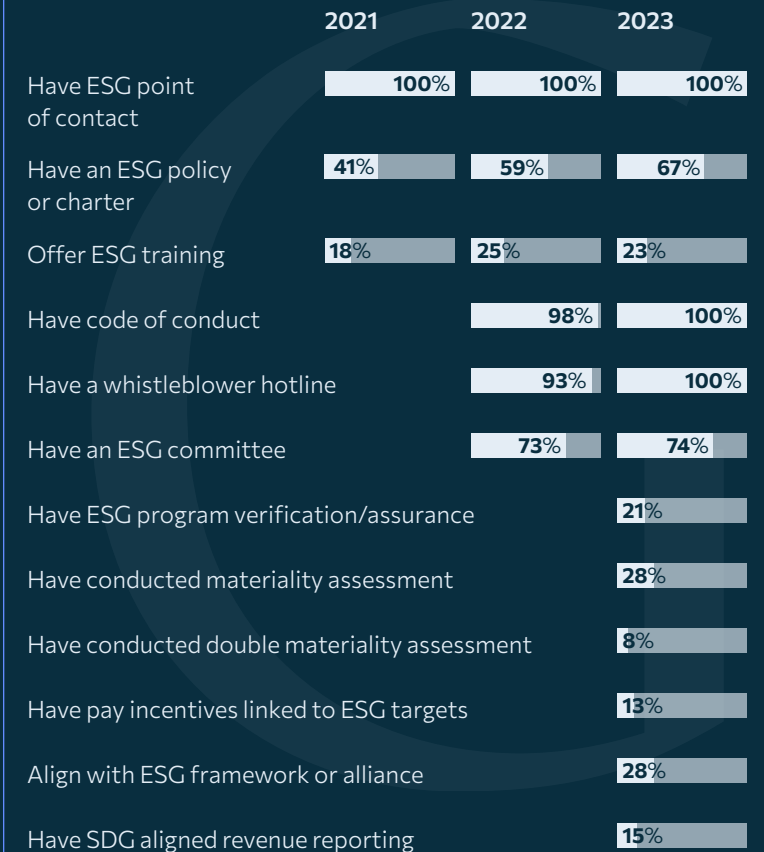 2021 2022 2023
Have ESG point
of contact
100% 100% 100%
Have an ESG policy
or charter
41% 59% 67%
Offer ESG training 18% 25% 23%
Have code of conduct 98% 100%
Have a whistleblower hotline 93% 100%
Have an ESG committee 73% 74%
Have ESG program verification/assurance 21%
Have conducted materiality assessment 28%
Have conducted double materiality assessment 8%
Have pay incentives linked to ESG targets 13%
Align with ESG framework or alliance 28%
Have SDG aligned revenue reporting 15%